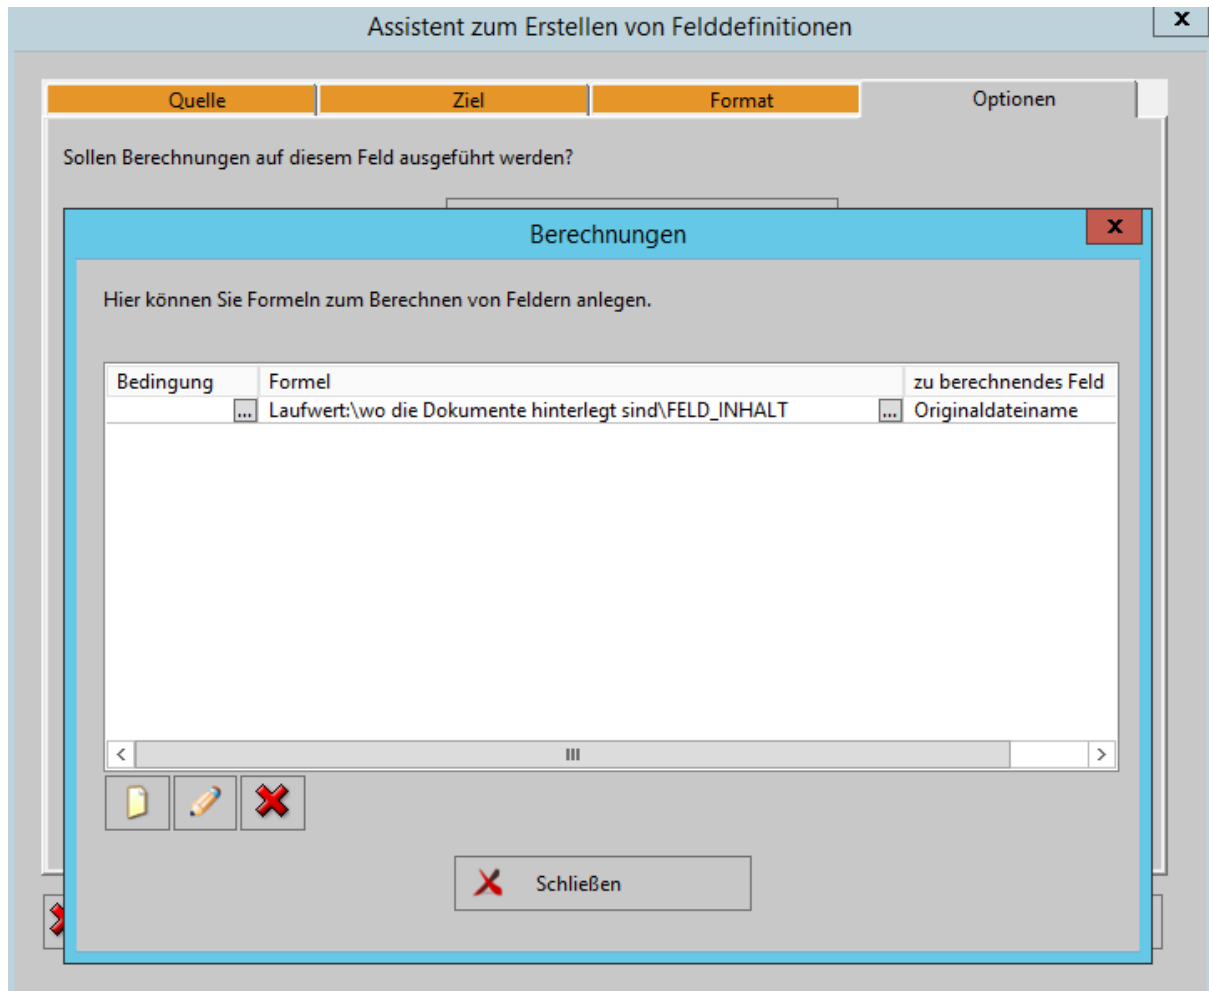 Assistent zum Erstellen von Felddefinitionen
x
Quelle Ziel Format Optionen
Sollen Berechnungen auf diesem Feld ausgeführt werden?
Berechnungen
x
Hier können Sie Formeln zum Berechnen von Feldern anlegen.
Bedingung Formel zu berechnendes Feld
... Laufwert:\wo die Dokumente hinterlegt sind\FELD_INHALT ... Originaldateiname
Schließen